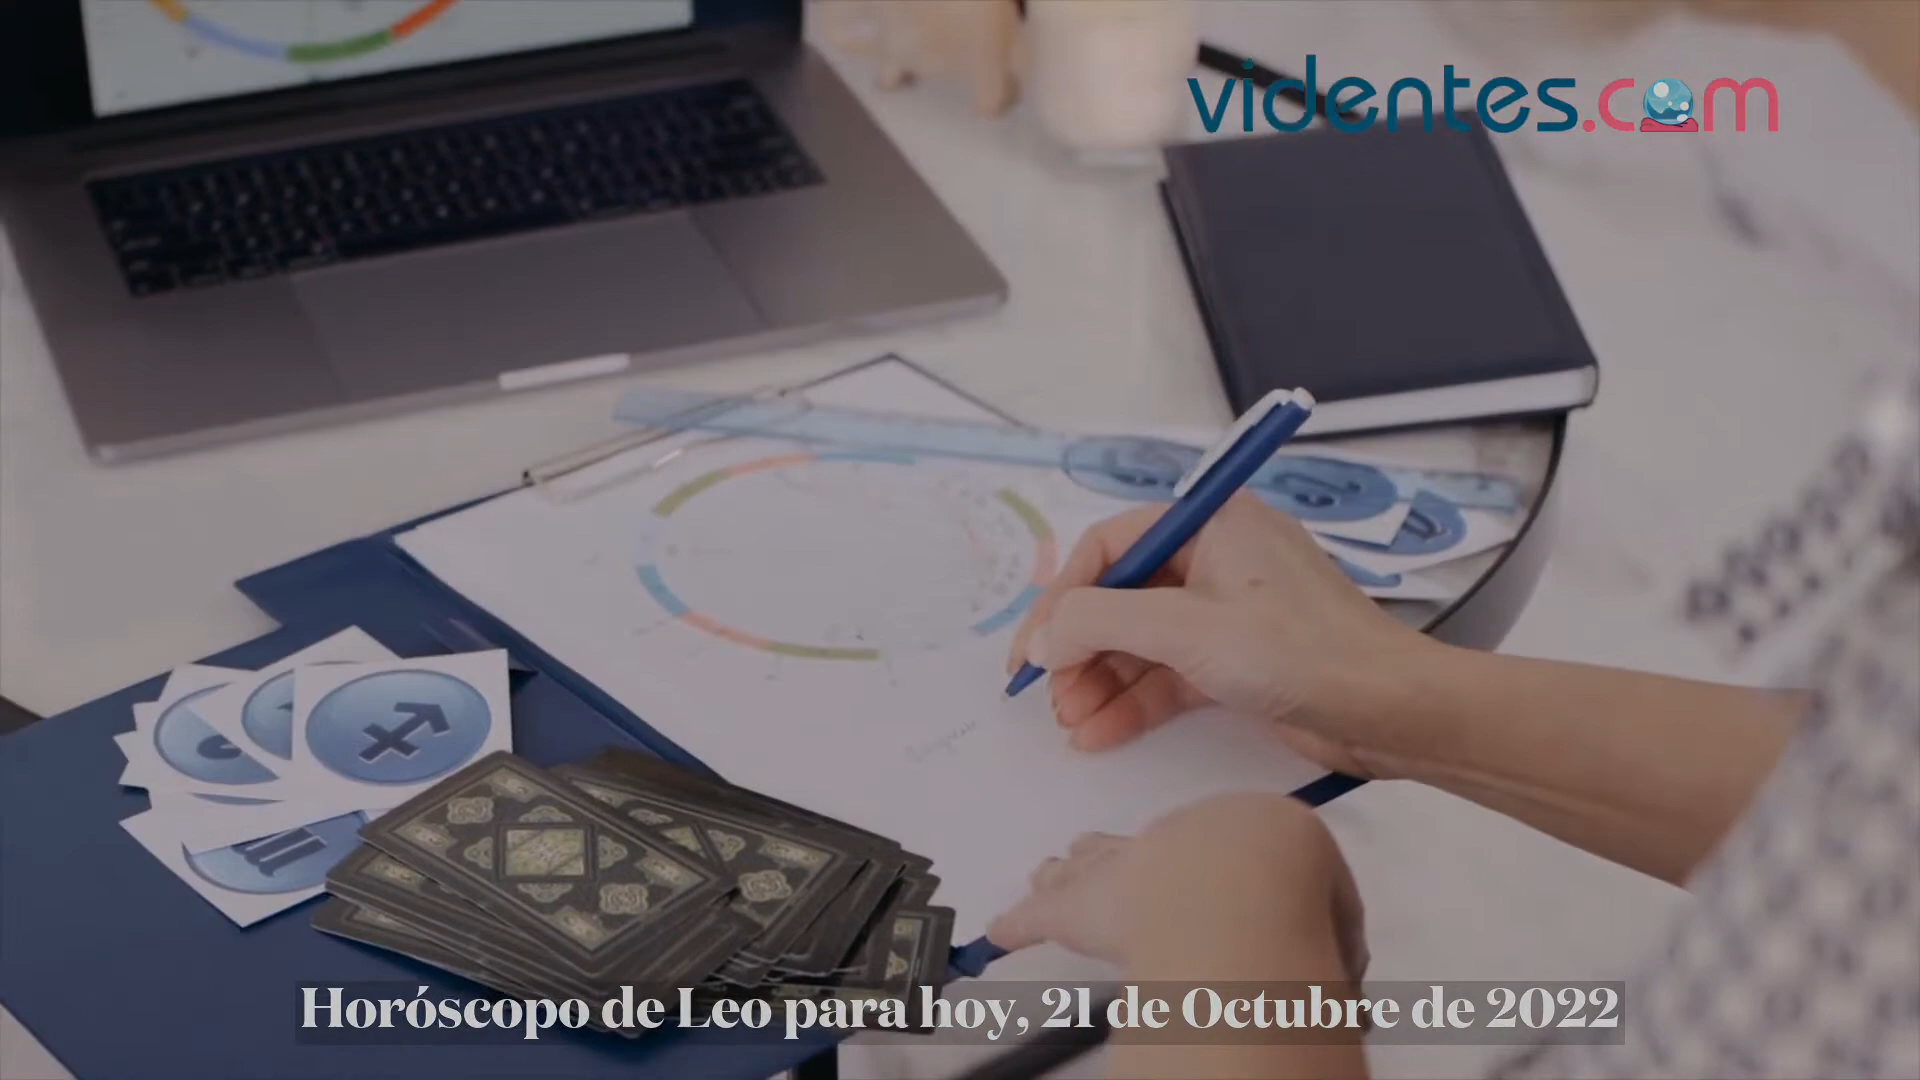 videntes.com
Horóscopo de Leo para hoy, 21 de Octubre de 2022